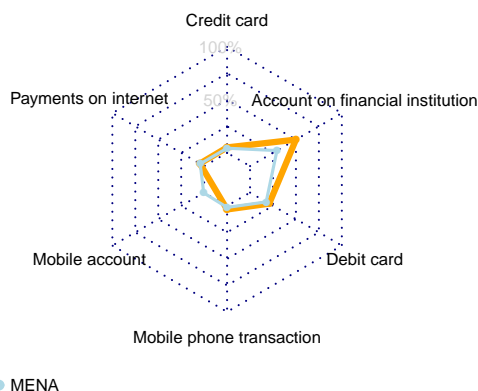 Credit card
100%
Payments on internet
50%
Account on financial institution
Mobile account
Debit card
Mobile phone transaction
MENA